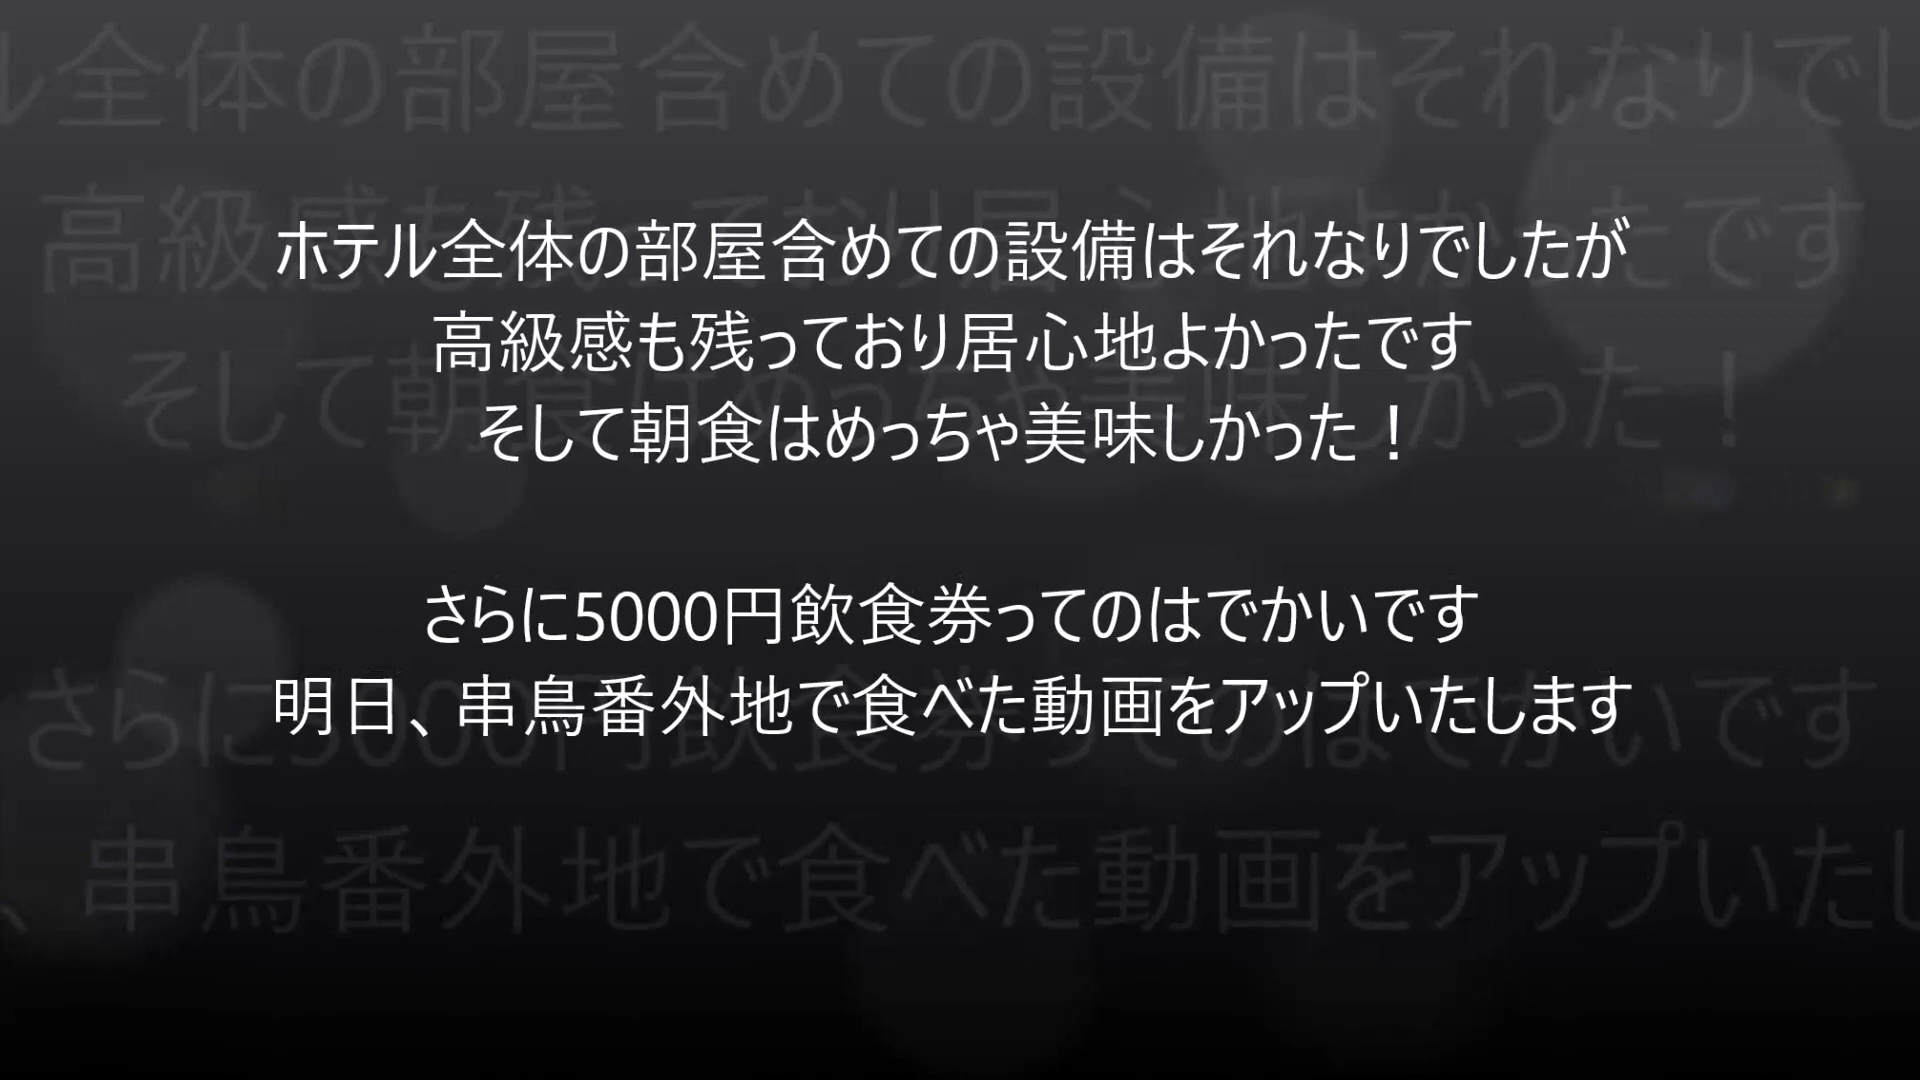 ホテル全体の部屋含めての設備はそれなりでしたが
高級感も残っており居心地よかったです
そして朝食はめっちゃ美味しかった！
さらに5000円飲食券ってのはでかいです
明日、串鳥番外地で食べた動画をアップいたします